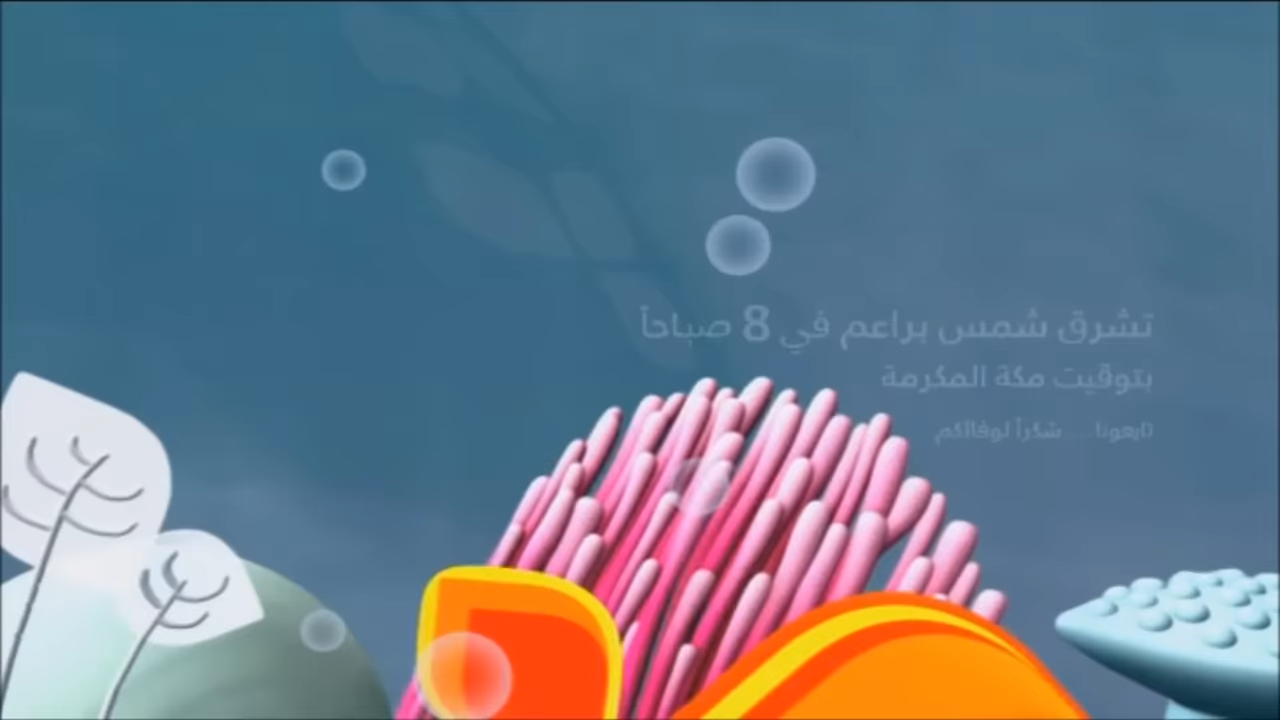 تشرق شمس براعم في 8 صباحاً
بتوقيت مكة المكرمة
تابعونا .... شكراً لوفائكم